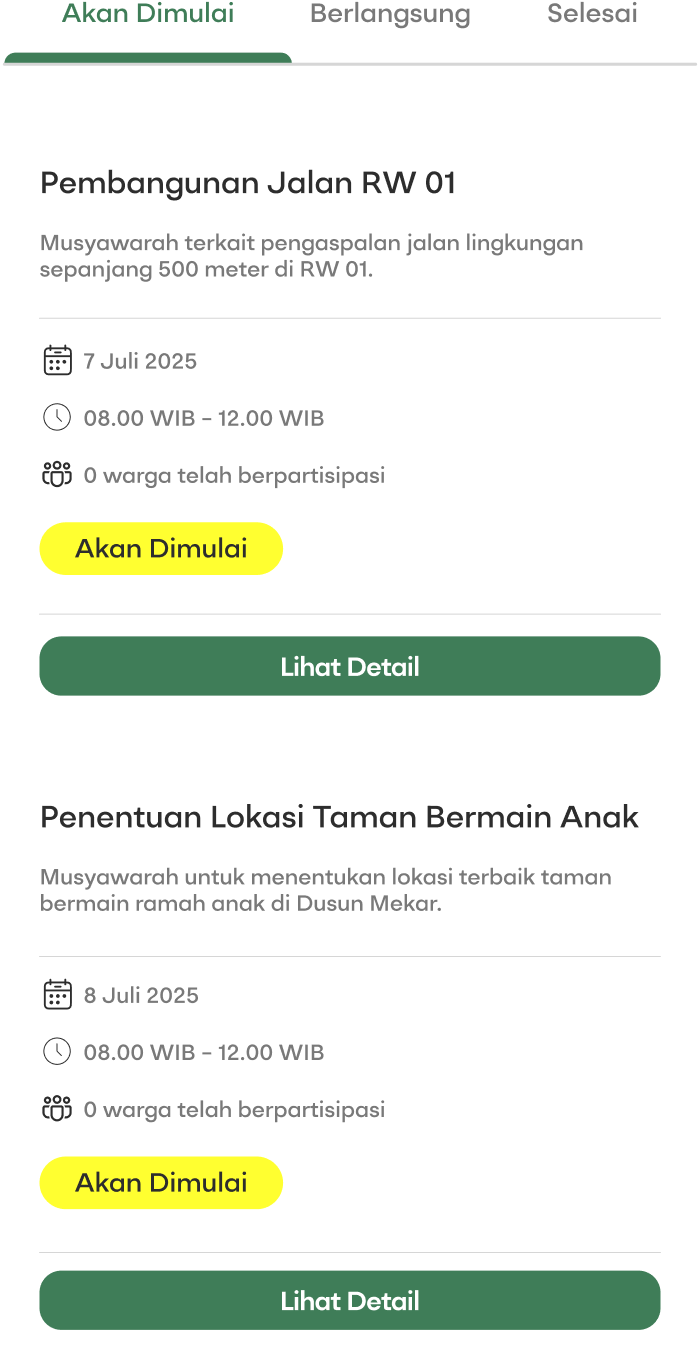 Akan Dimulai Berlangsung Selesai
Pembangunan Jalan RW 01
Musyawarah terkait pengaspalan jalan lingkungan
sepanjang 500 meter di RW 01.
7 Juli 2025
08.00 WIB – 12.00 WIB
0 warga telah berpartisipasi
Akan Dimulai
Lihat Detail
Penentuan Lokasi Taman Bermain Anak
Musyawarah untuk menentukan lokasi terbaik taman
bermain ramah anak di Dusun Mekar.
8 Juli 2025
08.00 WIB – 12.00 WIB
0 warga telah berpartisipasi
Akan Dimulai
Lihat Detail